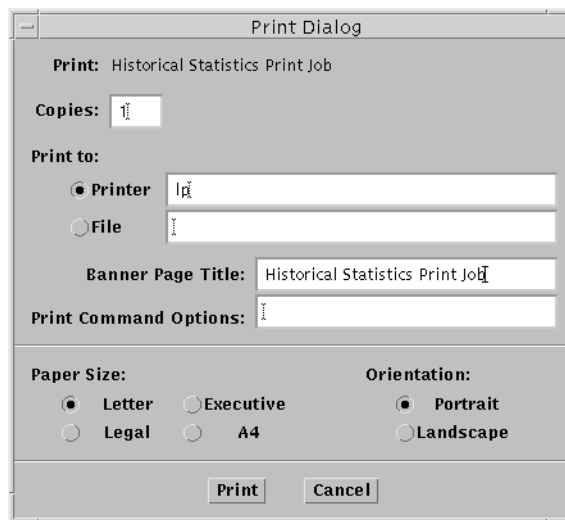 Print Dialog
Print: Historical Statistics Print Job
Copies: 1
Print to:
Printer lp
File
Banner Page Title: Historical Statistics Print Job
Print Command Options:
Paper Size: Orientation:
Letter Executive Portrait
Legal A4 Landscape
Print Cancel